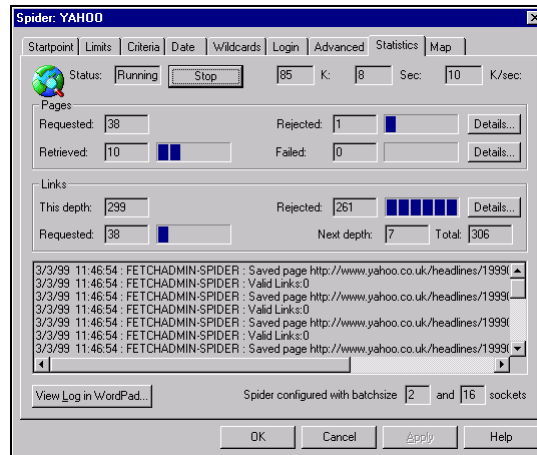 Spider: YAHOO
Startpoint Limits Criteria Date Wildcards Login Advanced Statistics Map
Status: Running Stop 85 K: 8 Sec: 10 K/sec:
Pages
Requested: 38 Rejected: 1 Details...
Retrieved: 10 Failed: 0 Details...
Links
This depth: 299 Rejected: 261 Details...
Requested: 38 Next depth: 7 Total: 306
3/3/99 11:46:54 : FETCHADMIN-SPIDER : Saved page http://www.yahoo.co.uk/headlines/1999
3/3/99 11:46:54 : FETCHADMIN-SPIDER : Valid Links:0
3/3/99 11:46:54 : FETCHADMIN-SPIDER : Saved page http://www.yahoo.co.uk/headlines/1999
3/3/99 11:46:54 : FETCHADMIN-SPIDER : Valid Links:0
3/3/99 11:46:54 : FETCHADMIN-SPIDER : Saved page http://www.yahoo.co.uk/headlines/1999
3/3/99 11:46:54 : FETCHADMIN-SPIDER : Valid Links:0
3/3/99 11:46:54 : FETCHADMIN-SPIDER : Saved page http://www.yahoo.co.uk/headlines/1999
View Log in WordPad... Spider configured with batchsize 2 and 16 sockets
OK Cancel Apply Help